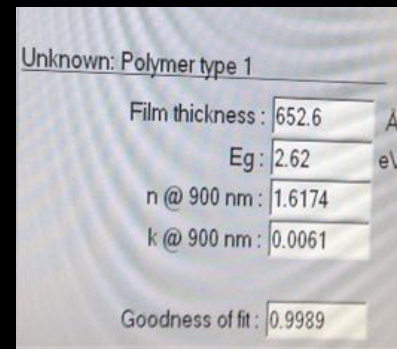 Unknown: Polymer type 1
Film thickness : 652.6 Å
Eg : 2.62 eV
n @ 900 nm : 1.6174
k @ 900 nm : 0.0061
Goodness of fit : 0.9989